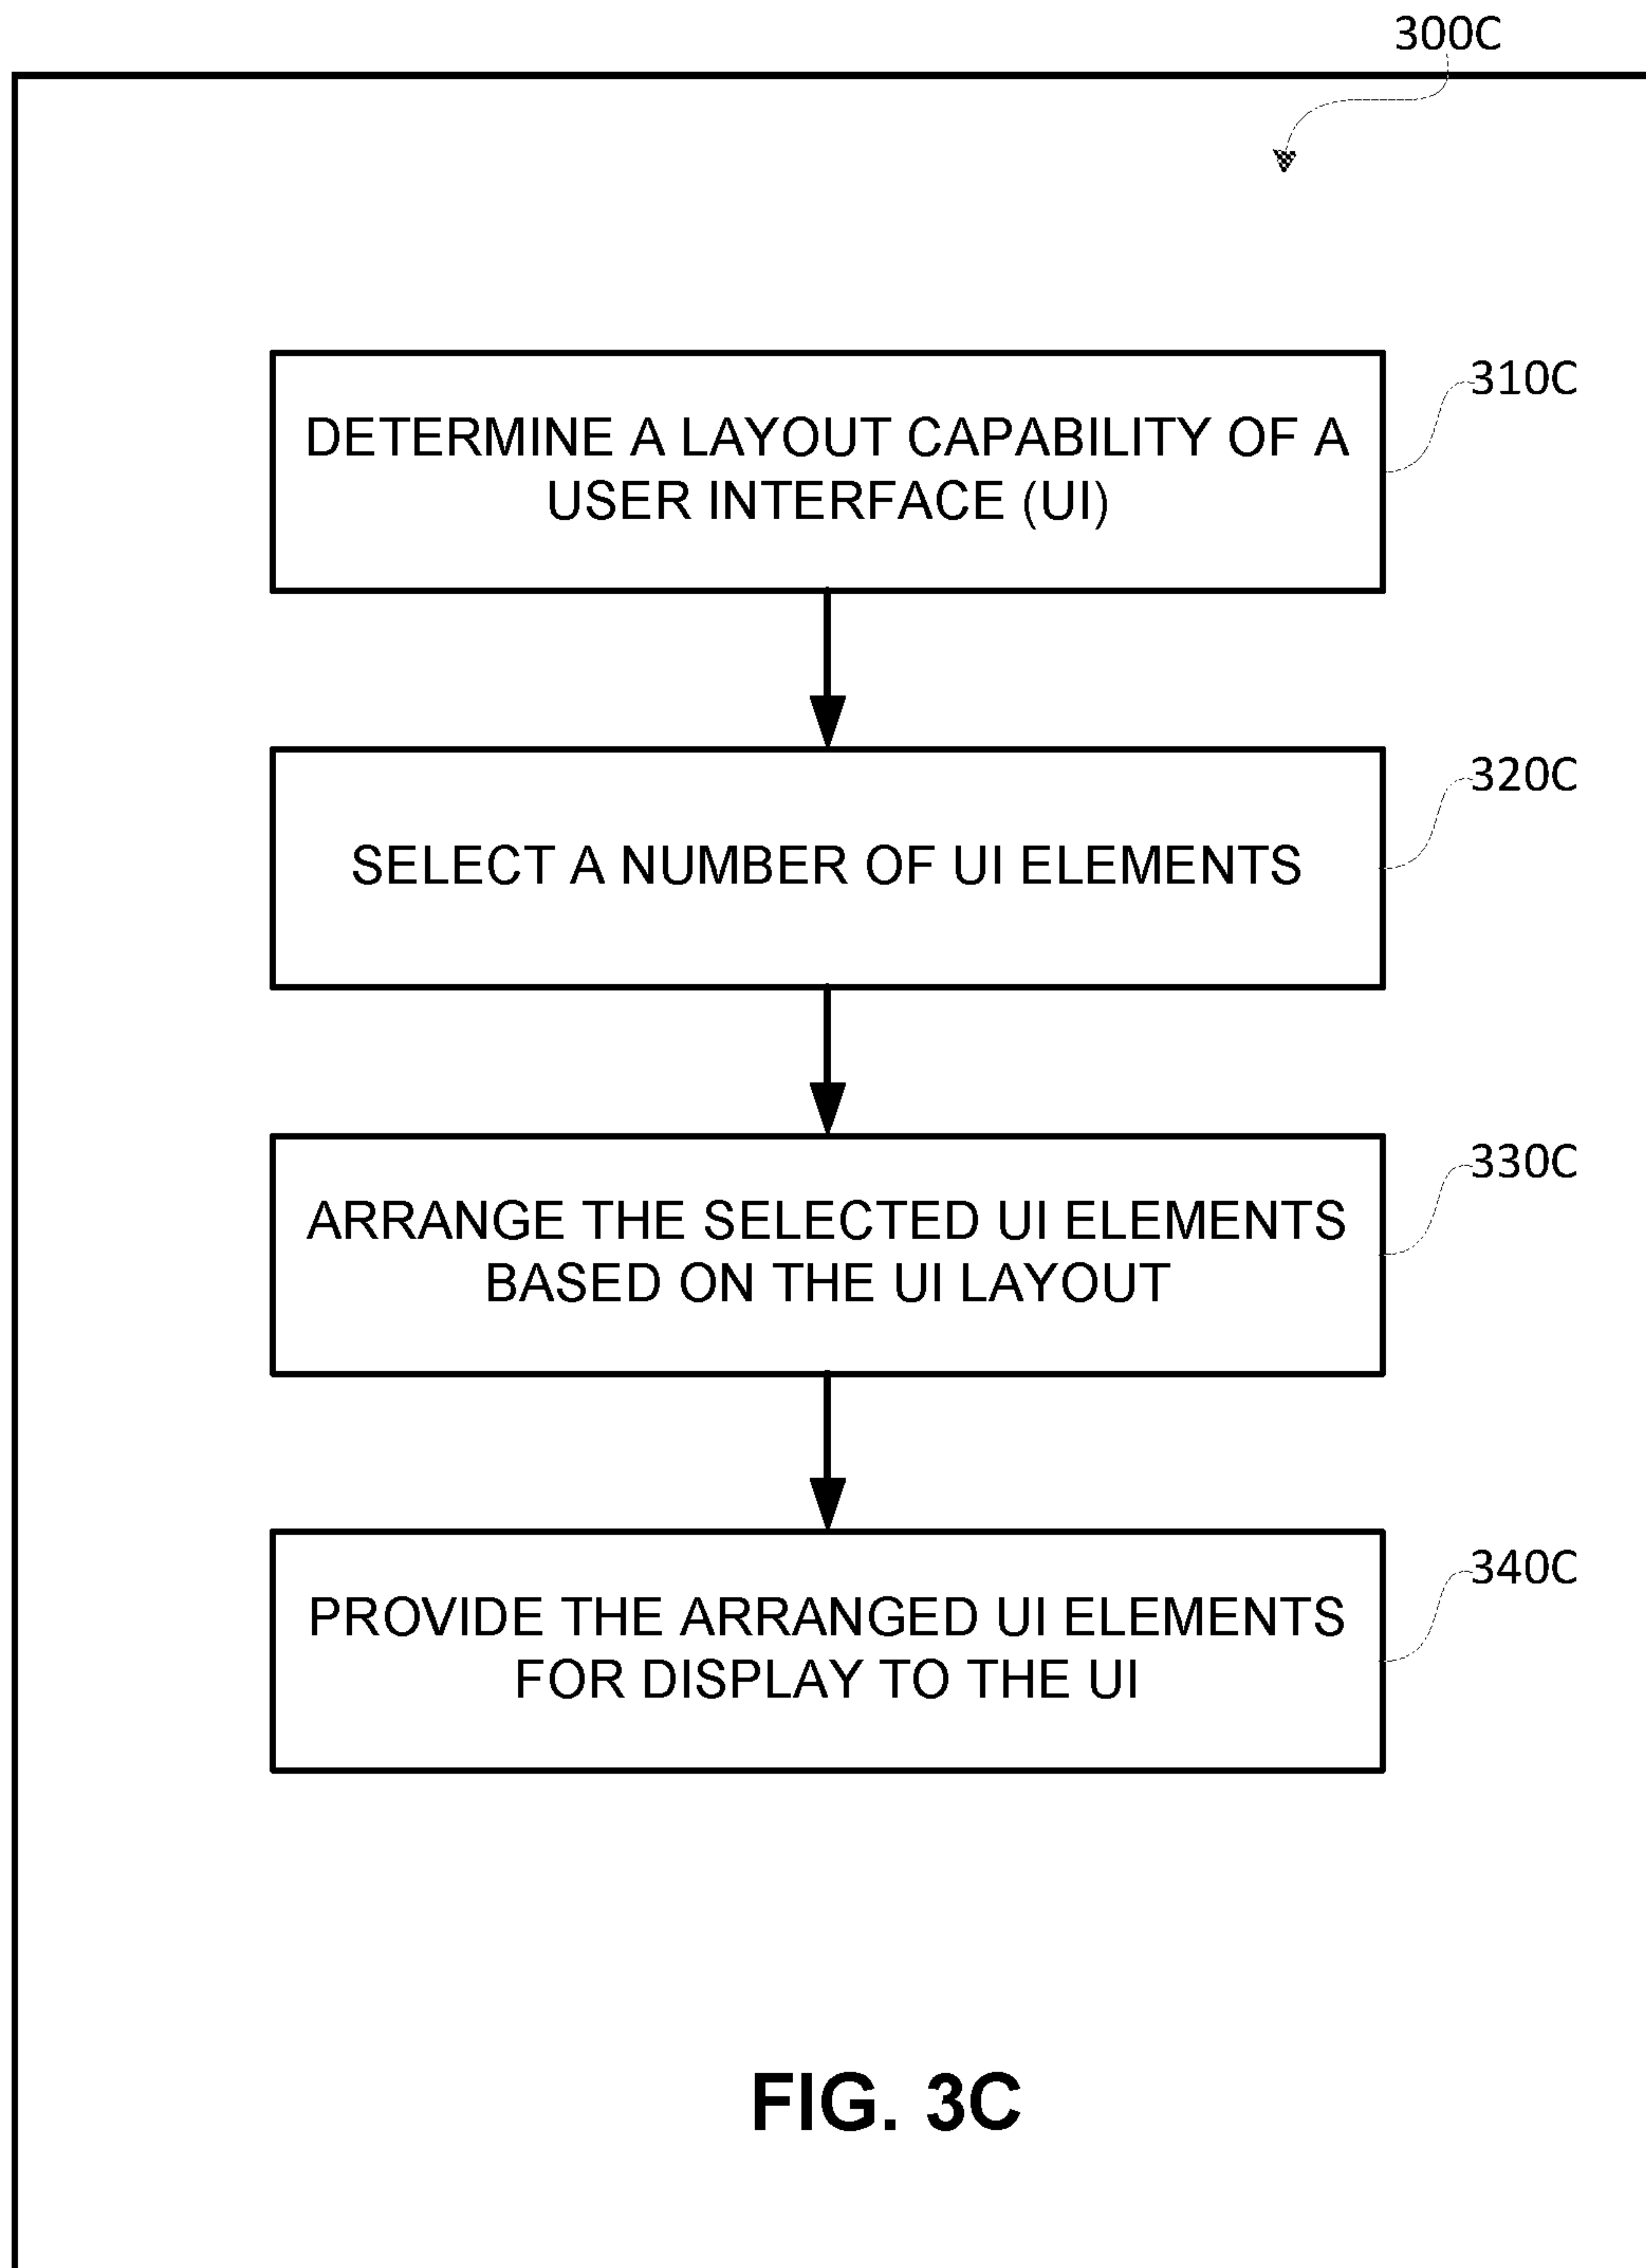 300C
310C
DETERMINE A LAYOUT CAPABILITY OF A
USER INTERFACE (UI)
320C
SELECT A NUMBER OF UI ELEMENTS
330C
ARRANGE THE SELECTED UI ELEMENTS
BASED ON THE UI LAYOUT
340C
PROVIDE THE ARRANGED UI ELEMENTS
FOR DISPLAY TO THE UI
FIG. 3C